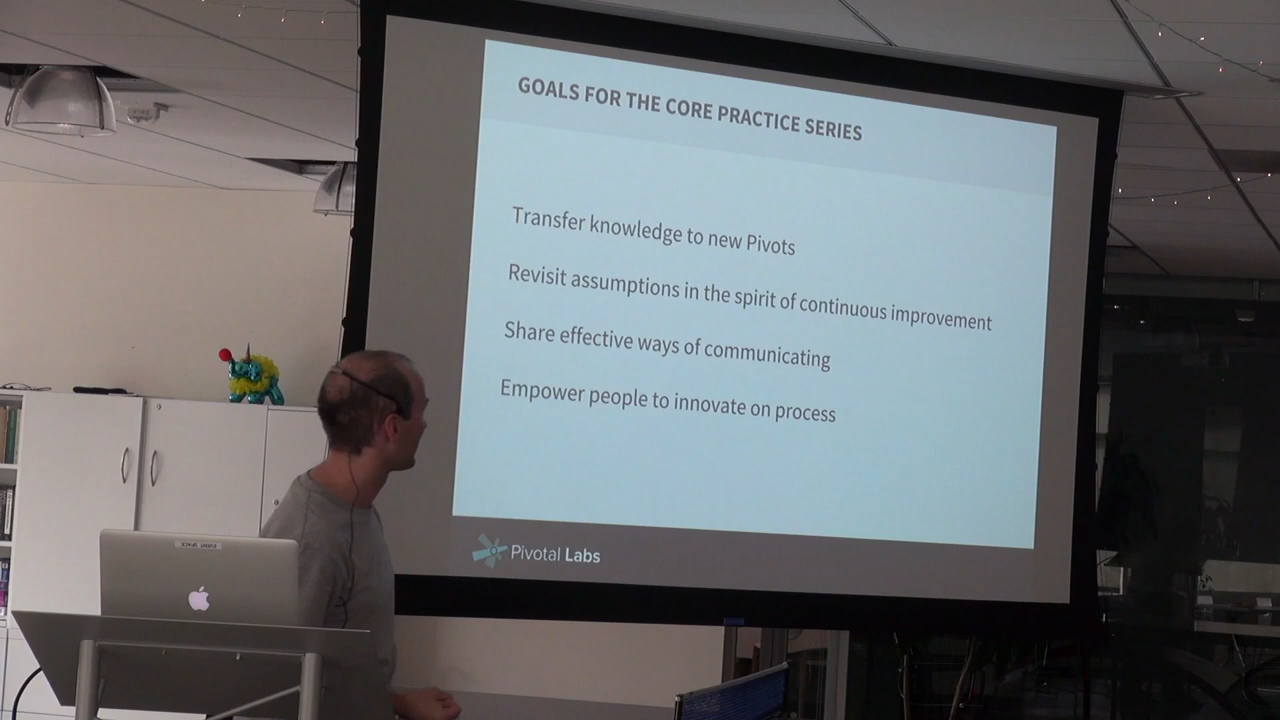 GOALS FOR THE CORE PRACTICE SERIES
Transfer knowledge to new Pivots
Revisit assumptions in the spirit of continuous improvement
Share effective ways of communicating
Empower people to innovate on process
Pivotal Labs